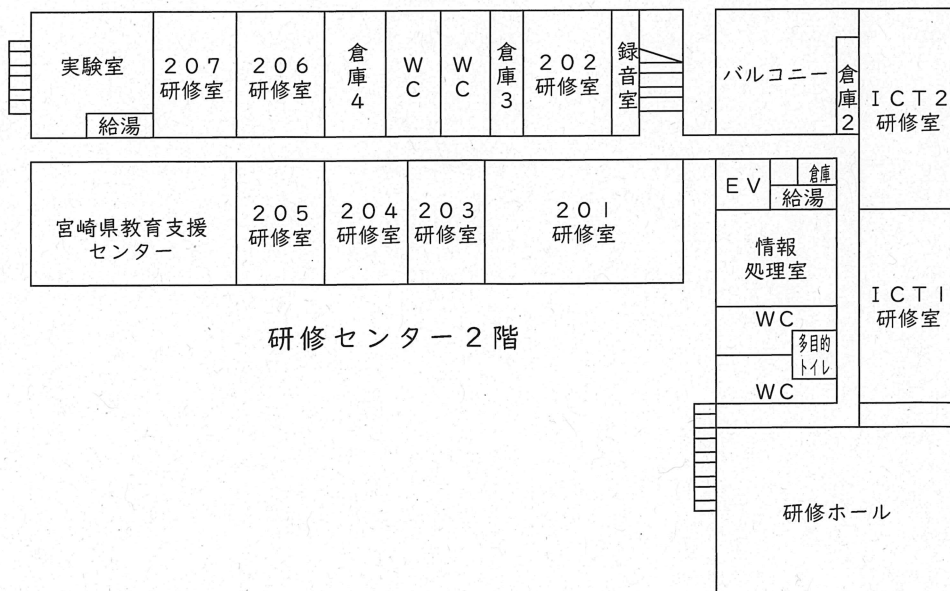 実験室
給湯
207
研修室
206
研修室
倉庫4
WC
WC
倉庫3
202
研修室
録音室
バルコニー
倉庫2
ICT2
研修室
宮崎県教育支援
センター
205
研修室
204
研修室
203
研修室
201
研修室
EV
倉庫
給湯
情報
処理室
ICT1
研修室
WC
多目的
トイレ
WC
研修センター2階
研修ホール